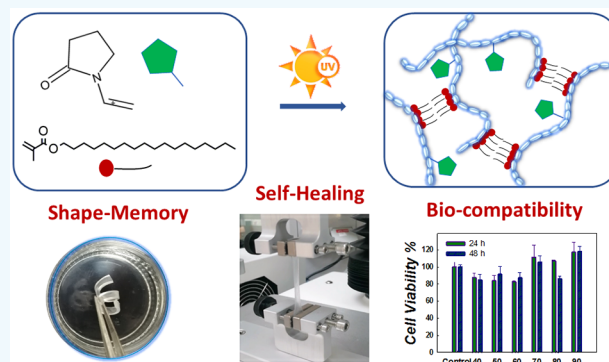 O
N
UV
O
O
Shape-Memory
Self-Healing
Bio-compatibility
Cell Viability %
120
100
80
60
40
20
0
24 h
48 h
Control 40 50 60 70 80 90